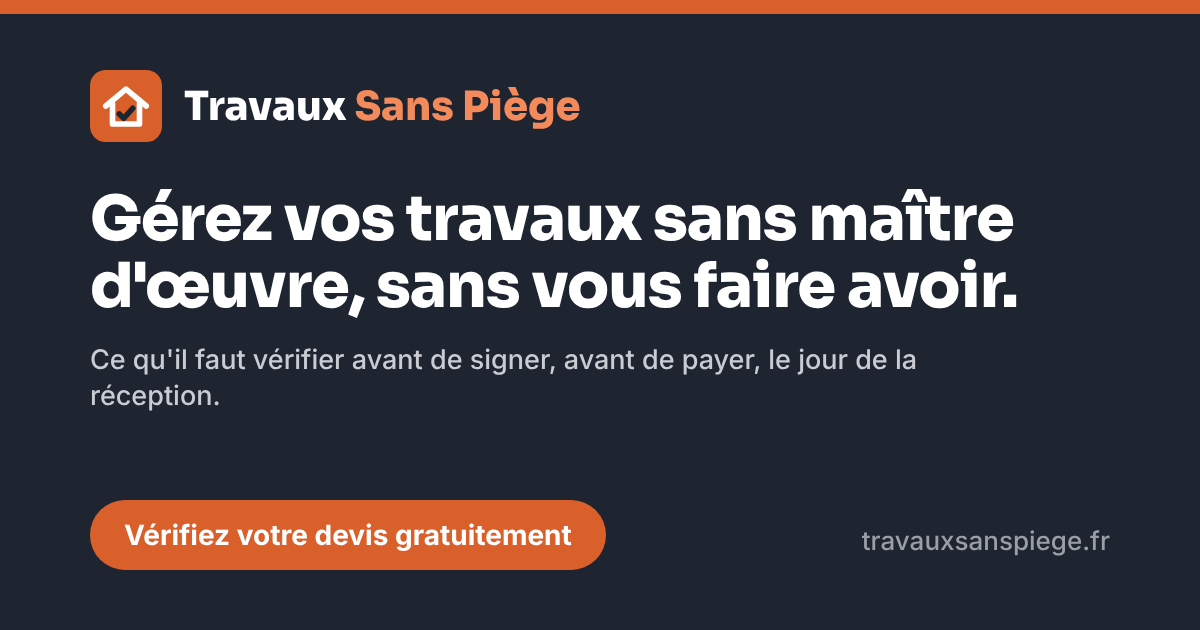 Travaux Sans Piège
Gérez vos travaux sans maître
d'œuvre, sans vous faire avoir.
Ce qu'il faut vérifier avant de signer, avant de payer, le jour de la
réception.
Vérifiez votre devis gratuitement
travauxsanspiege.fr